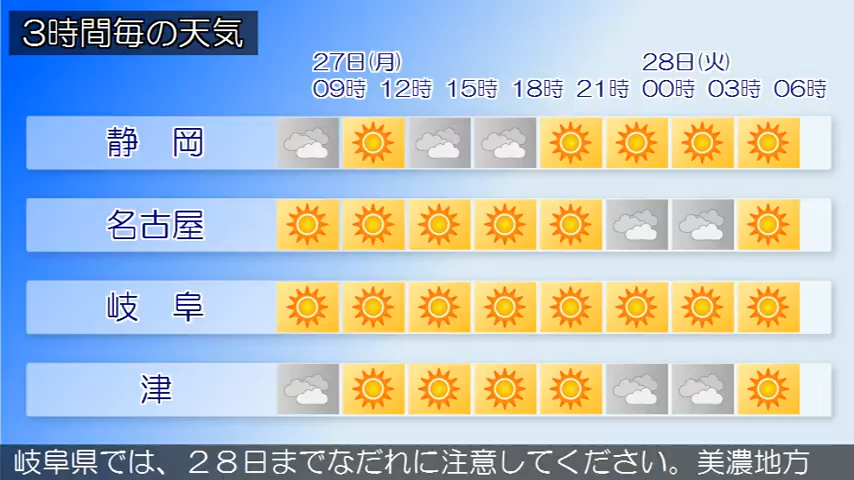 3時間毎の天気
27日(月) 28日(火)
09時 12時 15時 18時 21時 00時 03時 06時
静岡
名古屋
岐阜
津
岐阜県では、28日までなだれに注意してください。美濃地方